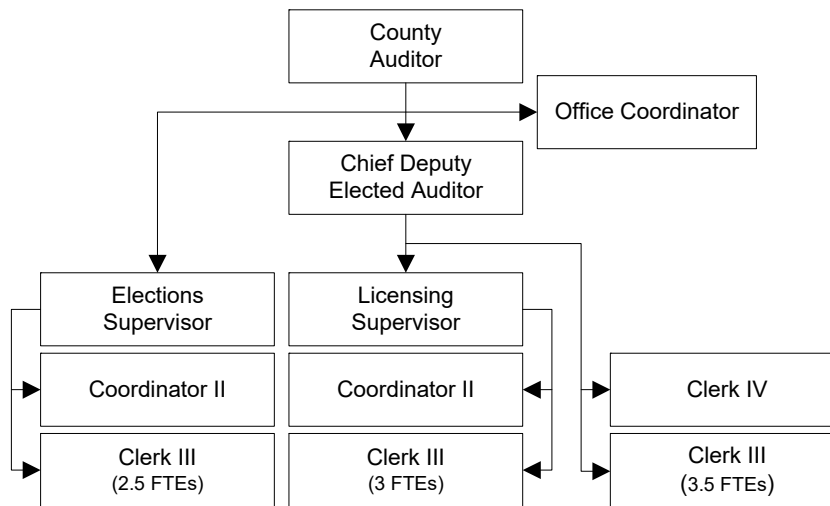 County
Auditor
Office Coordinator
Chief Deputy
Elected Auditor
Elections
Supervisor
Licensing
Supervisor
Coordinator II
Coordinator II
Clerk IV
Clerk III
(2.5 FTEs)
Clerk III
(3 FTEs)
Clerk III
(3.5 FTEs)